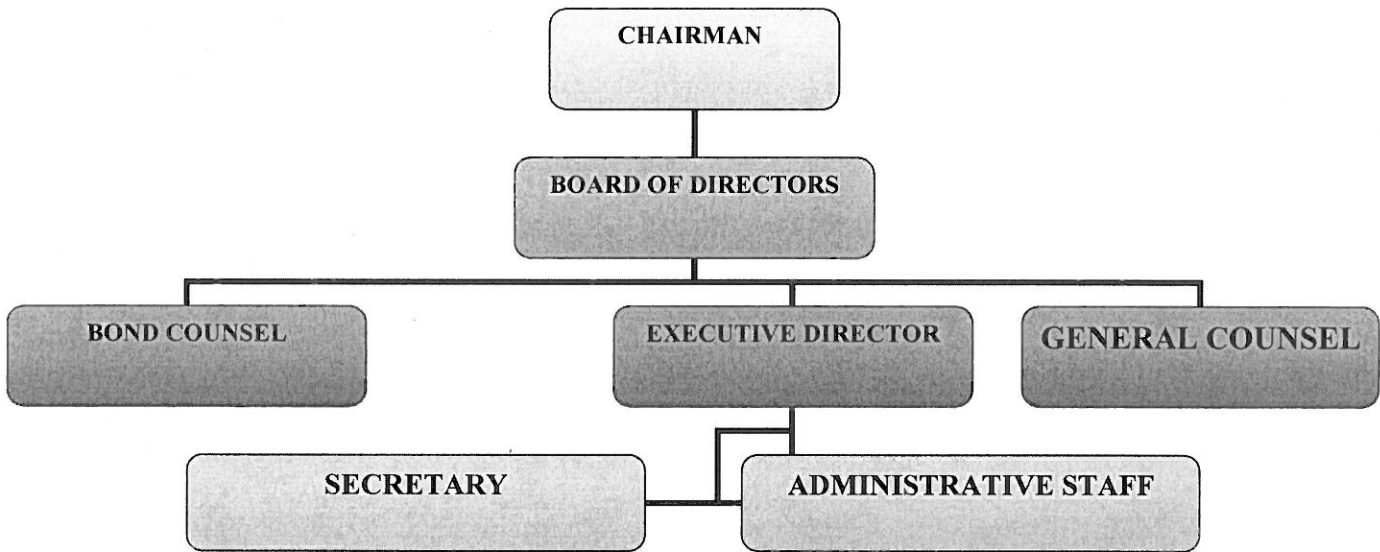 CHAIRMAN
BOARD OF DIRECTORS
BOND COUNSEL
EXECUTIVE DIRECTOR
GENERAL COUNSEL
SECRETARY
ADMINISTRATIVE STAFF